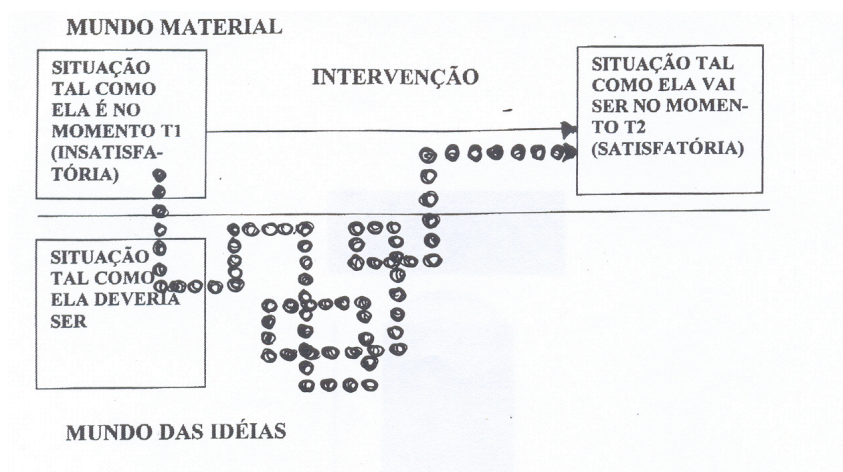 MUNDO MATERIAL
SITUAÇÃO
TAL COMO
ELA É NO
MOMENTO T1
(INSATISFA-
TÓRIA)
INTERVENÇÃO
SITUAÇÃO TAL
COMO ELA VAI
SER NO MOMEN-
TO T2
(SATISFATÓRIA)
SITUAÇÃO
TAL COMO
ELA DEVERIA
SER
MUNDO DAS IDÉIAS